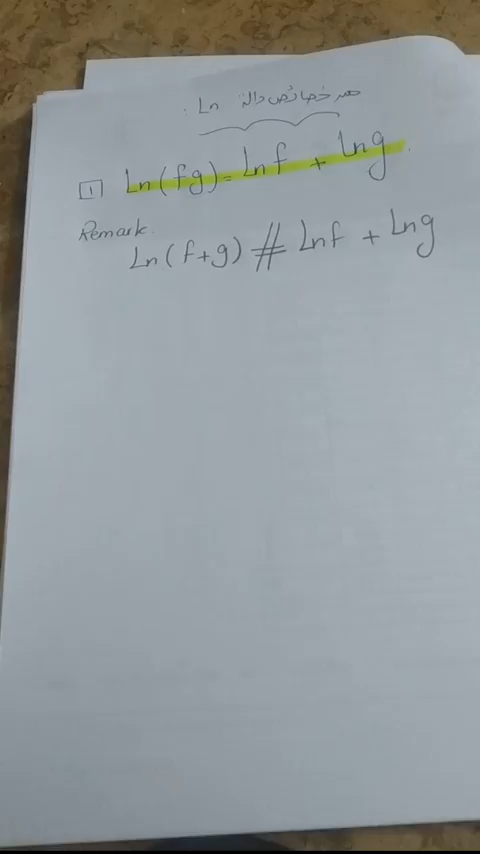 من خصائص دالة Ln :
1 Ln(fg) = Lnf + Lng .
Remark.
Ln(f+g) ≠ Lnf + Lng